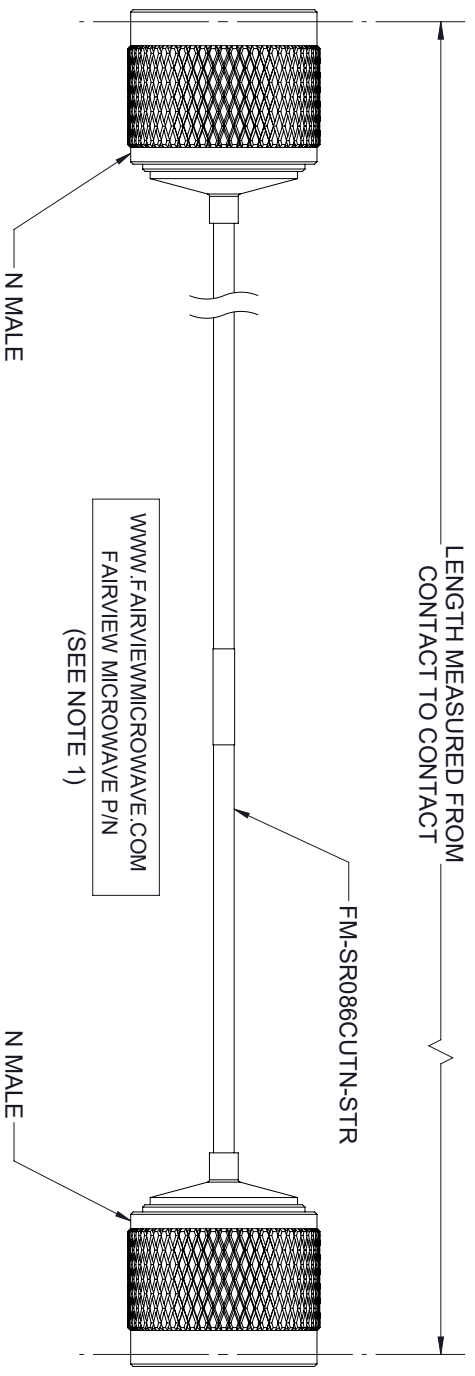 LENGTH MEASURED FROM
CONTACT TO CONTACT
FM-SR086CUTN-STR
N MALE
WWW.FAIRVIEWMICROWAVE.COM
FAIRVIEW MICROWAVE P/N
(SEE NOTE 1)
N MALE